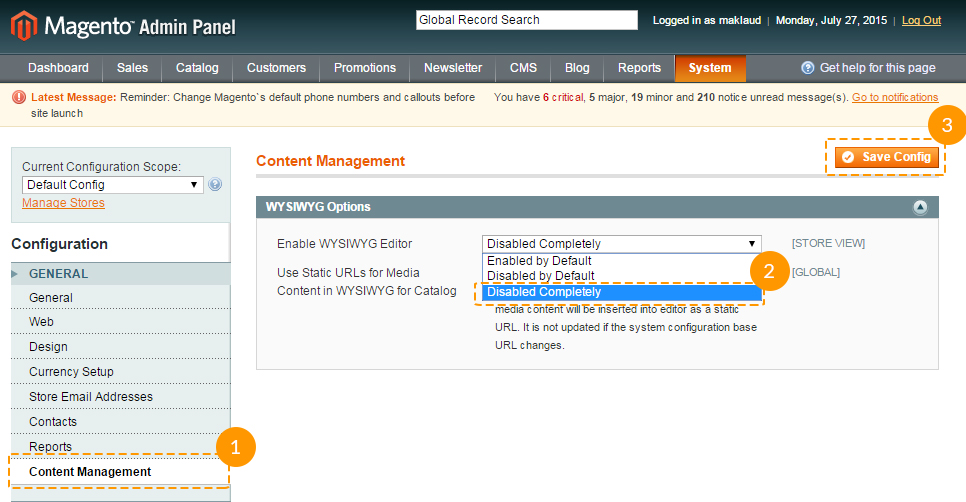 Magento™ Admin Panel
Global Record Search
Logged in as maklaud | Monday, July 27, 2015 | Log Out
Dashboard Sales Catalog Customers Promotions Newsletter CMS Blog Reports System Get help for this page
Latest Message: Reminder: Change Magento`s default phone numbers and callouts before
site launch
You have 6 critical, 5 major, 19 minor and 210 notice unread message(s). Go to notifications
3
Current Configuration Scope:
Default Config
Manage Stores
Configuration
GENERAL
General
Web
Design
Currency Setup
Store Email Addresses
Contacts
Reports
1
Content Management
Content Management
Save Config
WYSIWYG Options
Enable WYSIWYG Editor
Disabled Completely
[STORE VIEW]
Enabled by Default
Disabled by Default
Disabled Completely
2
Use Static URLs for Media
Content in WYSIWYG for Catalog
[GLOBAL]
media content will be inserted into editor as a static
URL. It is not updated if the system configuration base
URL changes.